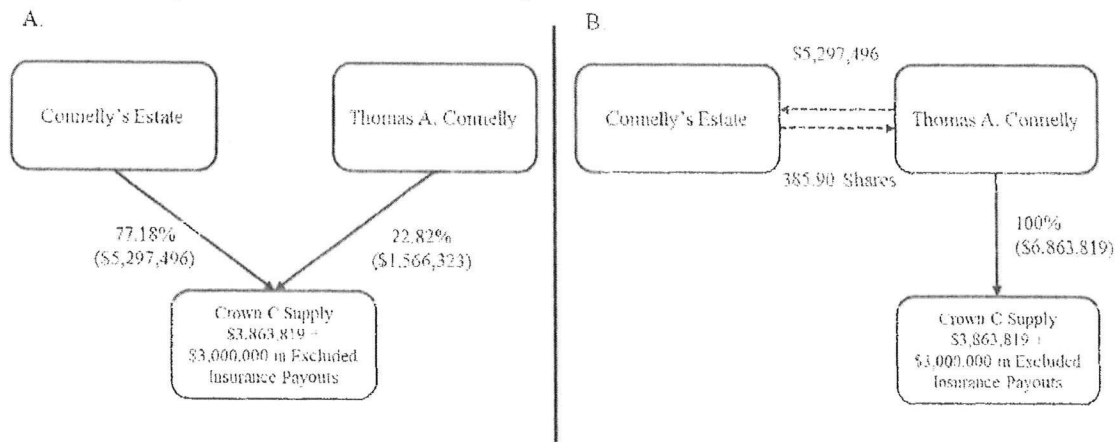 A.
Connelly's Estate
Thomas A. Connelly
77.18%
($5,297,496)
22.82%
($1,566,323)
Crown C Supply
$3,863,819 +
$3,000,000 in Excluded
Insurance Payouts
B.
$5,297,496
Connelly's Estate
Thomas A. Connelly
385.90 Shares
100%
($6,863,819)
Crown C Supply
$3,863,819 +
$3,000,000 in Excluded
Insurance Payouts